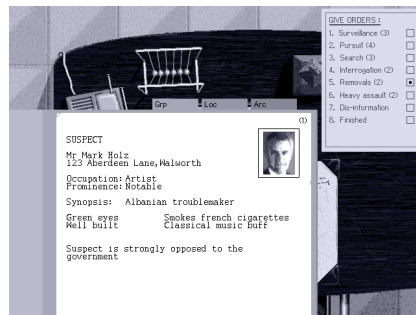 GIVE ORDERS:
1. Surveillance (3)
2. Pursuit (4)
3. Search (3)
4. Interrogation (2)
5. Removals (2)
6. Heavy assault (2)
7. Dis-information
8. Finished
Grp Loc Arc
(1)
SUSPECT
Mr Mark Holz
123 Aberdeen Lane,Walworth
Occupation: Artist
Prominence: Notable
Synopsis: Albanian troublemaker
Green eyes Smokes french cigarettes
Well built Classical music buff
Suspect is strongly opposed to the
government